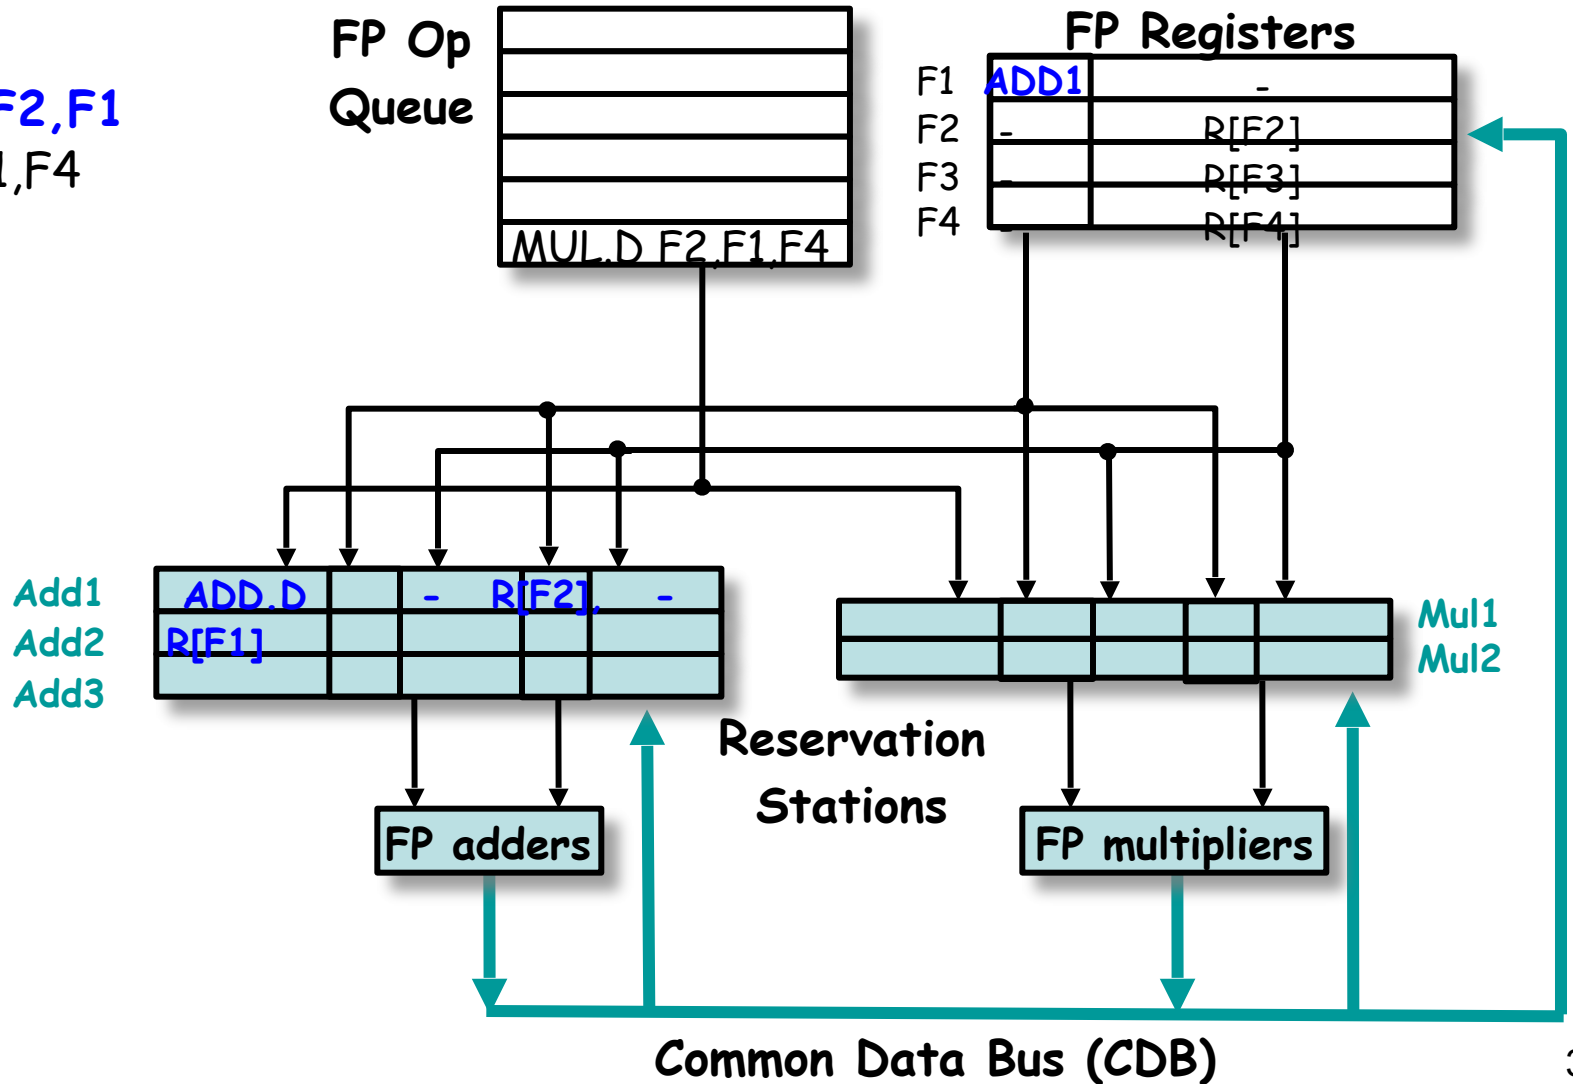 FP Op
Queue
F2,F1
1,F4
MUL.D F2,F1,F4
FP Registers
F1 ADD1 -
F2 - R[F2]
F3 - R[F3]
F4 - R[F4]
Add1 ADD.D - R[F2], -
Add2 R[F1]
Add3
Mul1
Mul2
Reservation
Stations
FP adders
FP multipliers
Common Data Bus (CDB)
3